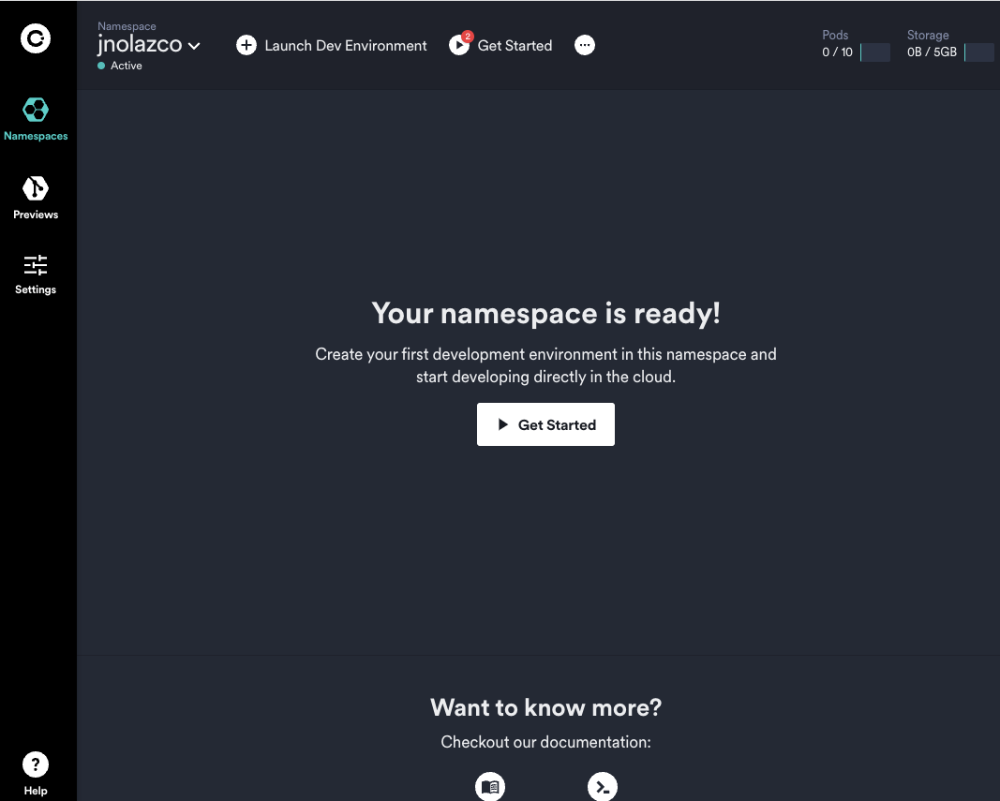 Namespace
jnolazco
Active
Launch Dev Environment
2
Get Started
Pods
0 / 10
Storage
0B / 5GB
Namespaces
Previews
Settings
Your namespace is ready!
Create your first development environment in this namespace and
start developing directly in the cloud.
Get Started
Want to know more?
Checkout our documentation:
?
Help